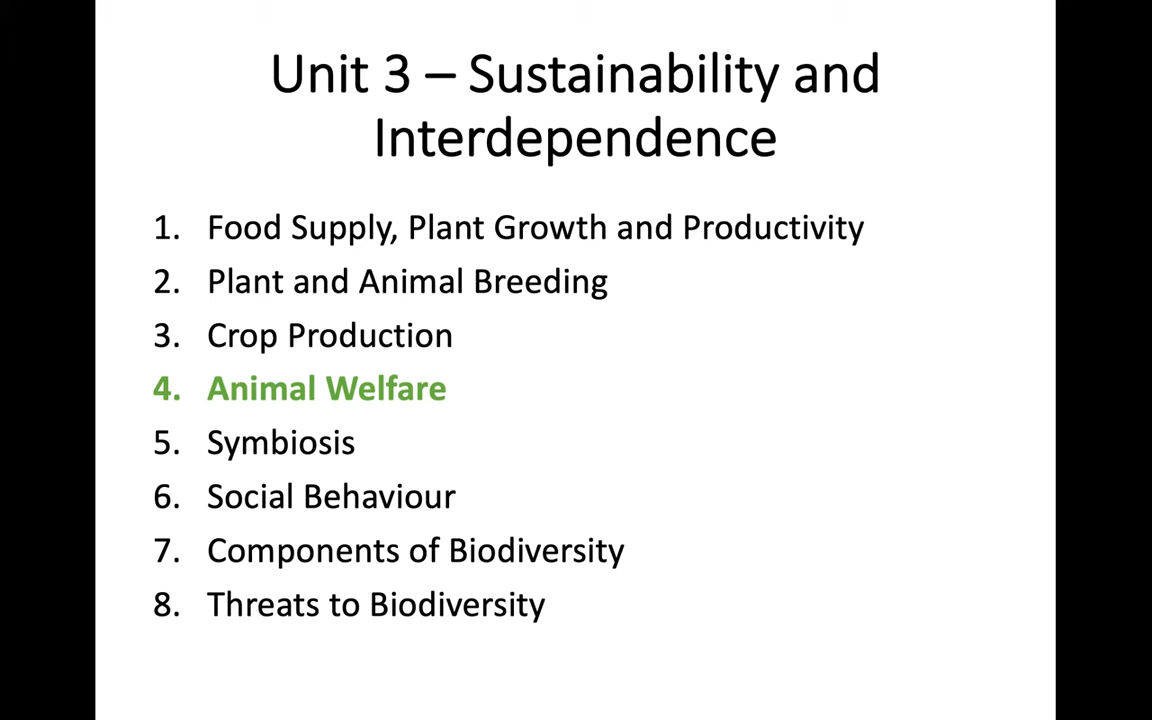 Unit 3 – Sustainability and
Interdependence
1. Food Supply, Plant Growth and Productivity
2. Plant and Animal Breeding
3. Crop Production
4. Animal Welfare
5. Symbiosis
6. Social Behaviour
7. Components of Biodiversity
8. Threats to Biodiversity